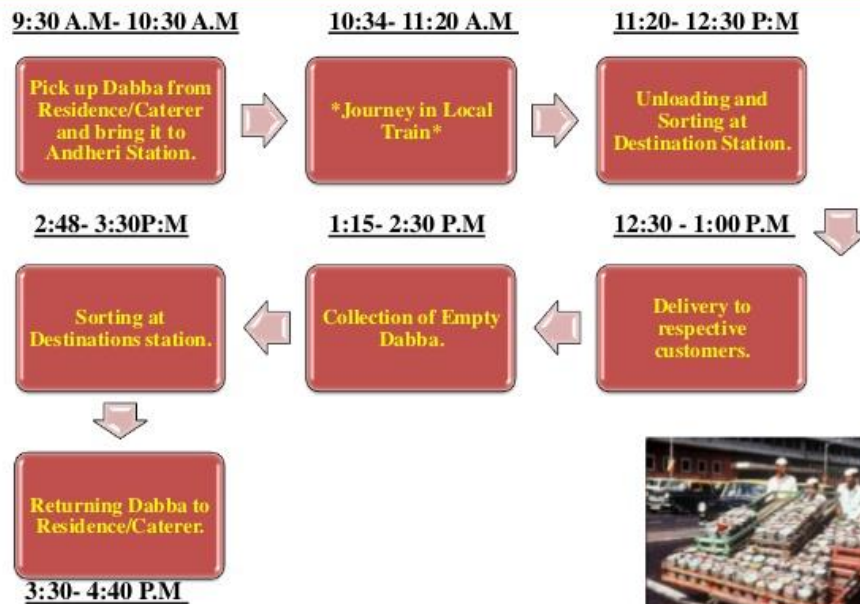 9:30 A.M- 10:30 A.M
Pick up Dabba from
Residence/Caterer
and bring it to
Andheri Station.
10:34- 11:20 A.M
*Journey in Local
Train*
11:20- 12:30 P:M
Unloading and
Sorting at
Destination Station.
12:30 - 1:00 P.M
Delivery to
respective
customers.
1:15- 2:30 P.M
Collection of Empty
Dabba.
2:48- 3:30P:M
Sorting at
Destinations station.
Returning Dabba to
Residence/Caterer.
3:30- 4:40 P.M